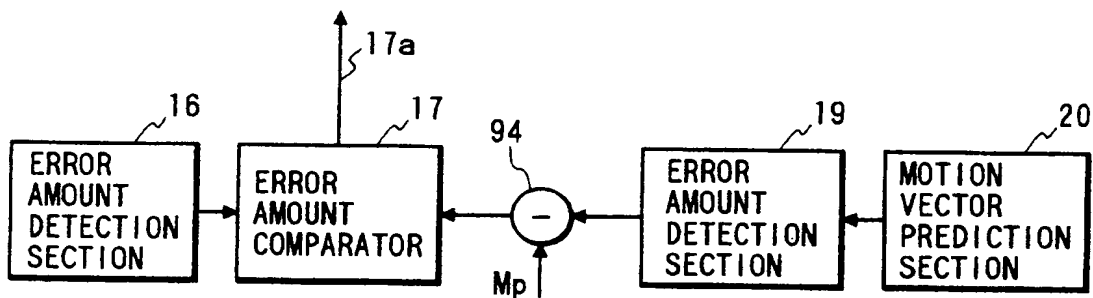 17a
16
ERROR
AMOUNT
DETECTION
SECTION
17
ERROR
AMOUNT
COMPARATOR
94
−
Mp
19
ERROR
AMOUNT
DETECTION
SECTION
20
MOTION
VECTOR
PREDICTION
SECTION